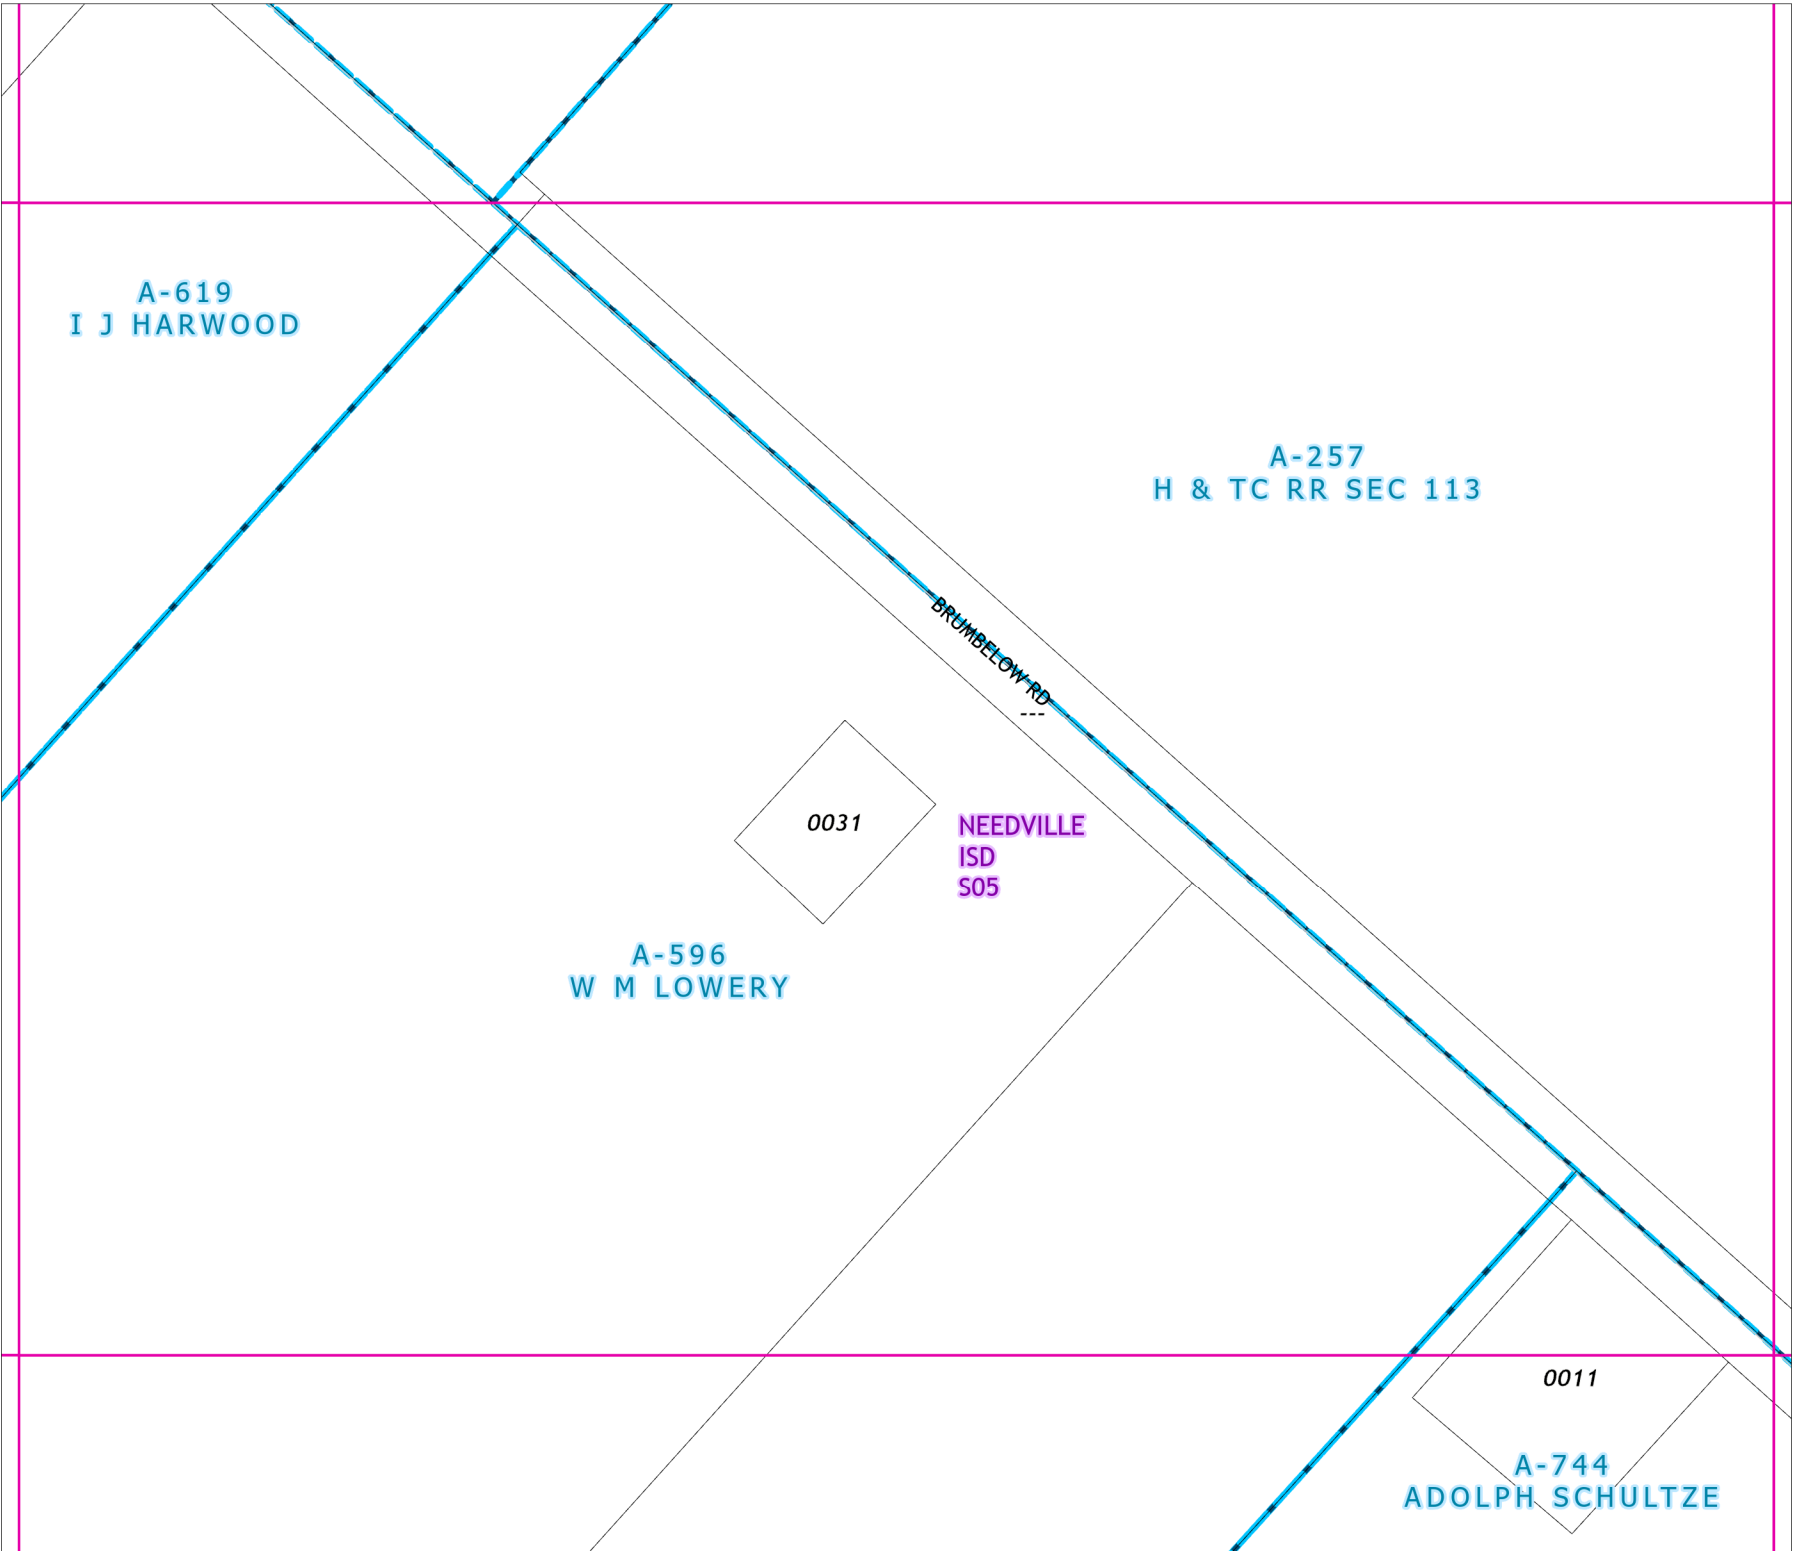 A-619
I J HARWOOD
A-257
H & TC RR SEC 113
BRUMBELOW RD
---
0031
NEEDVILLE
ISD
S05
A-596
W M LOWERY
0011
A-744
ADOLPH SCHULTZE